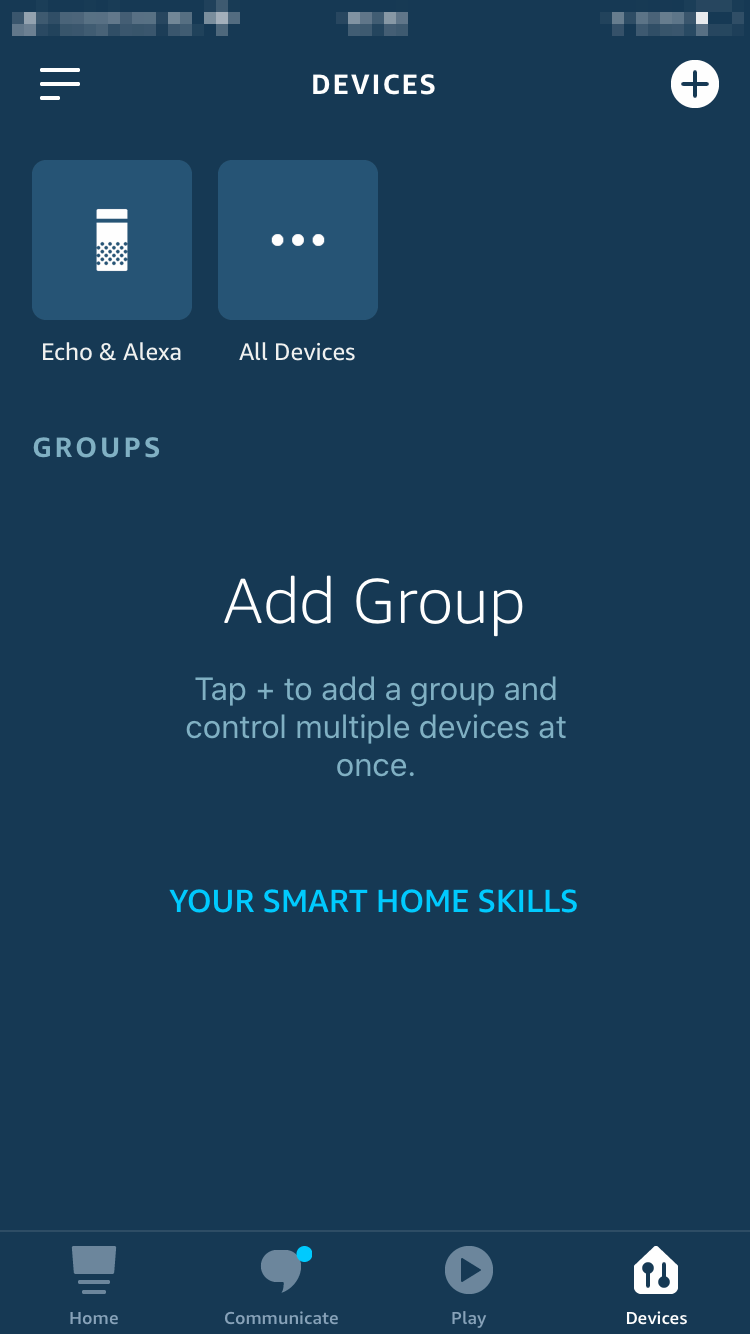 DEVICES
Echo & Alexa
All Devices
GROUPS
Add Group
Tap + to add a group and
control multiple devices at
once.
YOUR SMART HOME SKILLS
Home
Communicate
Play
Devices